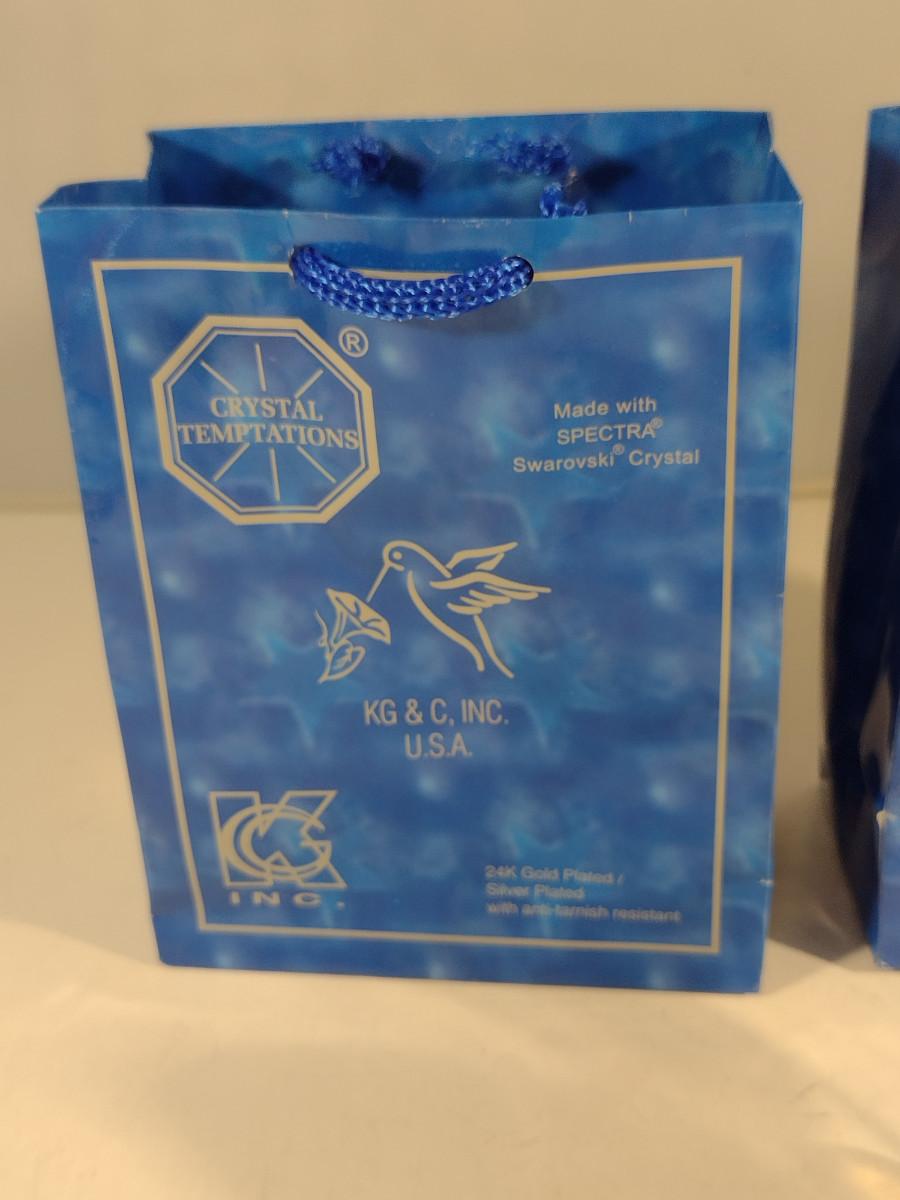 CRYSTAL
TEMPTATIONS
®
Made with
SPECTRA®
Swarovski® Crystal
KG & C, INC.
U.S.A.
KGC
INC.
24K Gold Plated /
Silver Plated
with anti-tarnish resistant